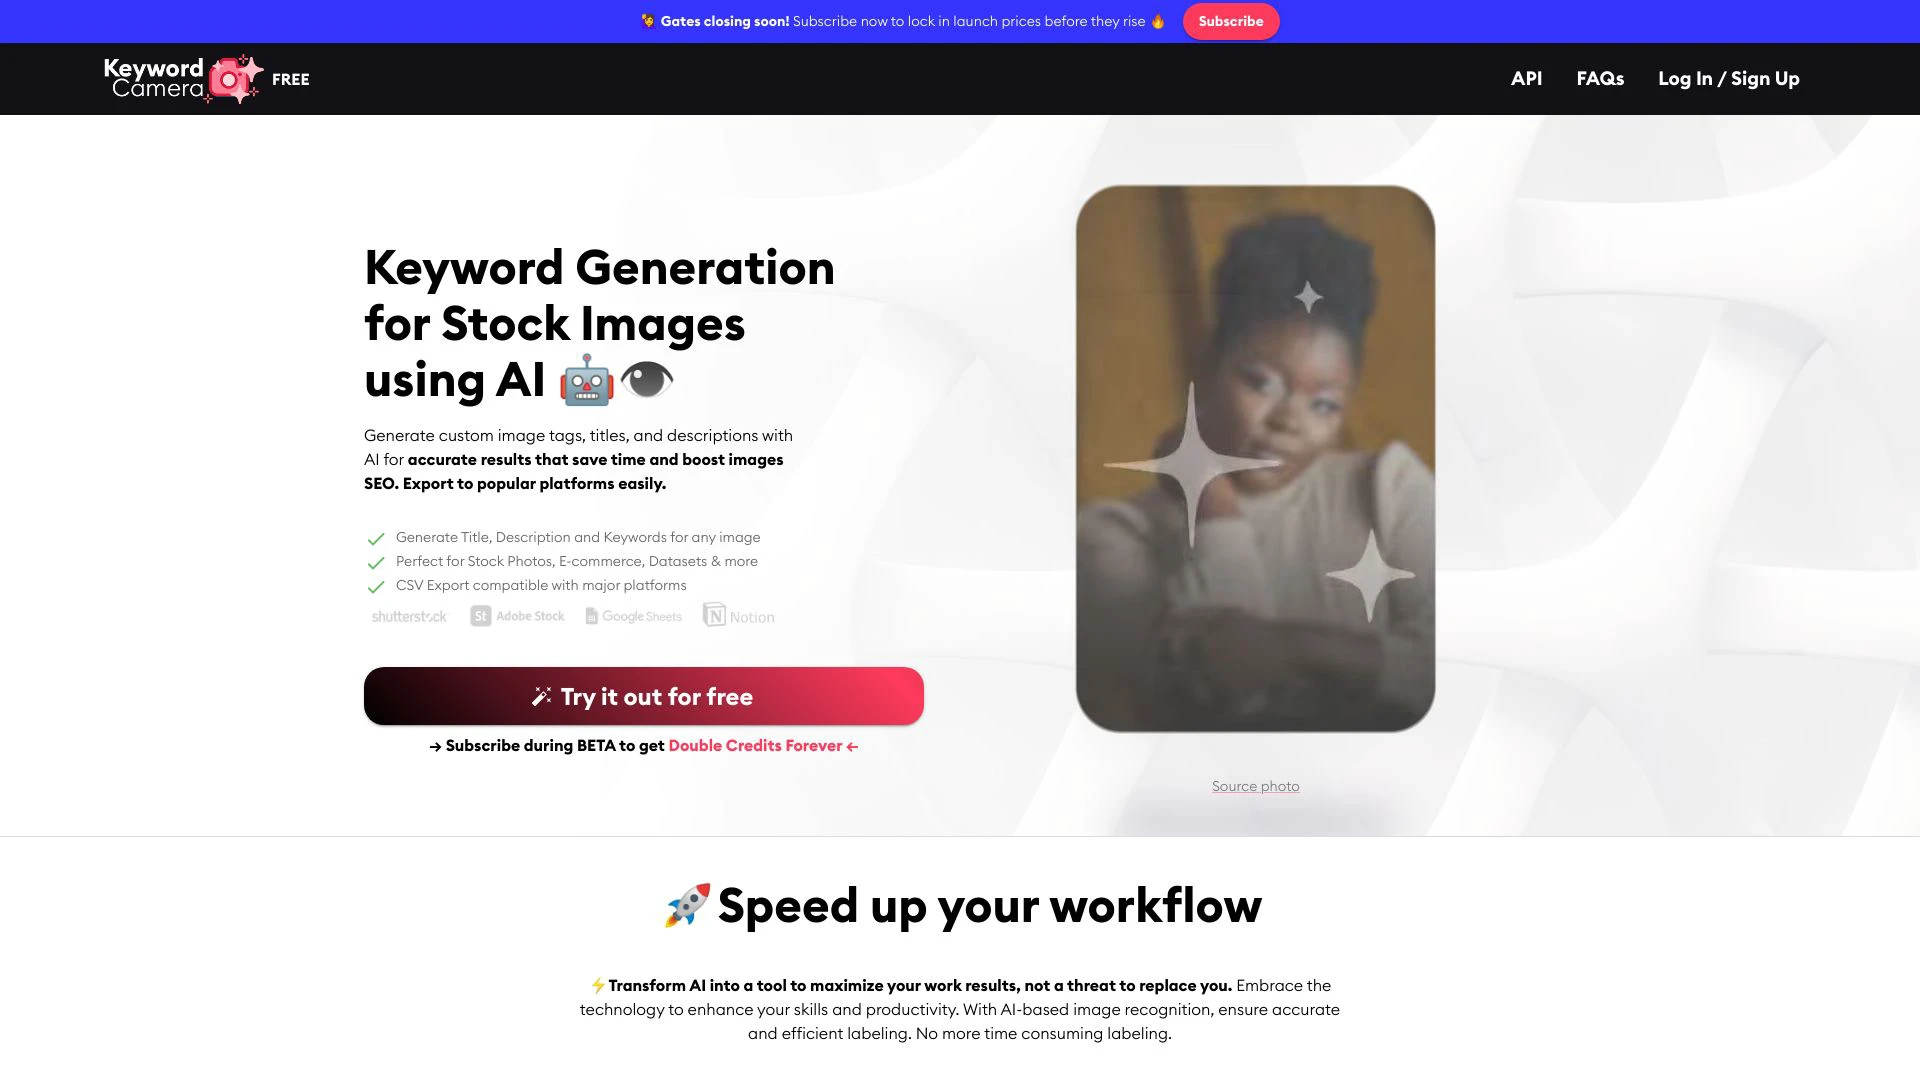 🙋 Gates closing soon! Subscribe now to lock in launch prices before they rise 🔥 Subscribe
Keyword
Camera
FREE
API FAQs Log In / Sign Up
Keyword Generation
for Stock Images
using AI 🤖👁
Generate custom image tags, titles, and descriptions with
AI for accurate results that save time and boost images
SEO. Export to popular platforms easily.
Generate Title, Description and Keywords for any image
Perfect for Stock Photos, E-commerce, Datasets & more
CSV Export compatible with major platforms
shutterstock St Adobe Stock Google Sheets N Notion
Try it out for free
→ Subscribe during BETA to get Double Credits Forever ←
Source photo
🚀Speed up your workflow
⚡Transform AI into a tool to maximize your work results, not a threat to replace you. Embrace the
technology to enhance your skills and productivity. With AI-based image recognition, ensure accurate
and efficient labeling. No more time consuming labeling.